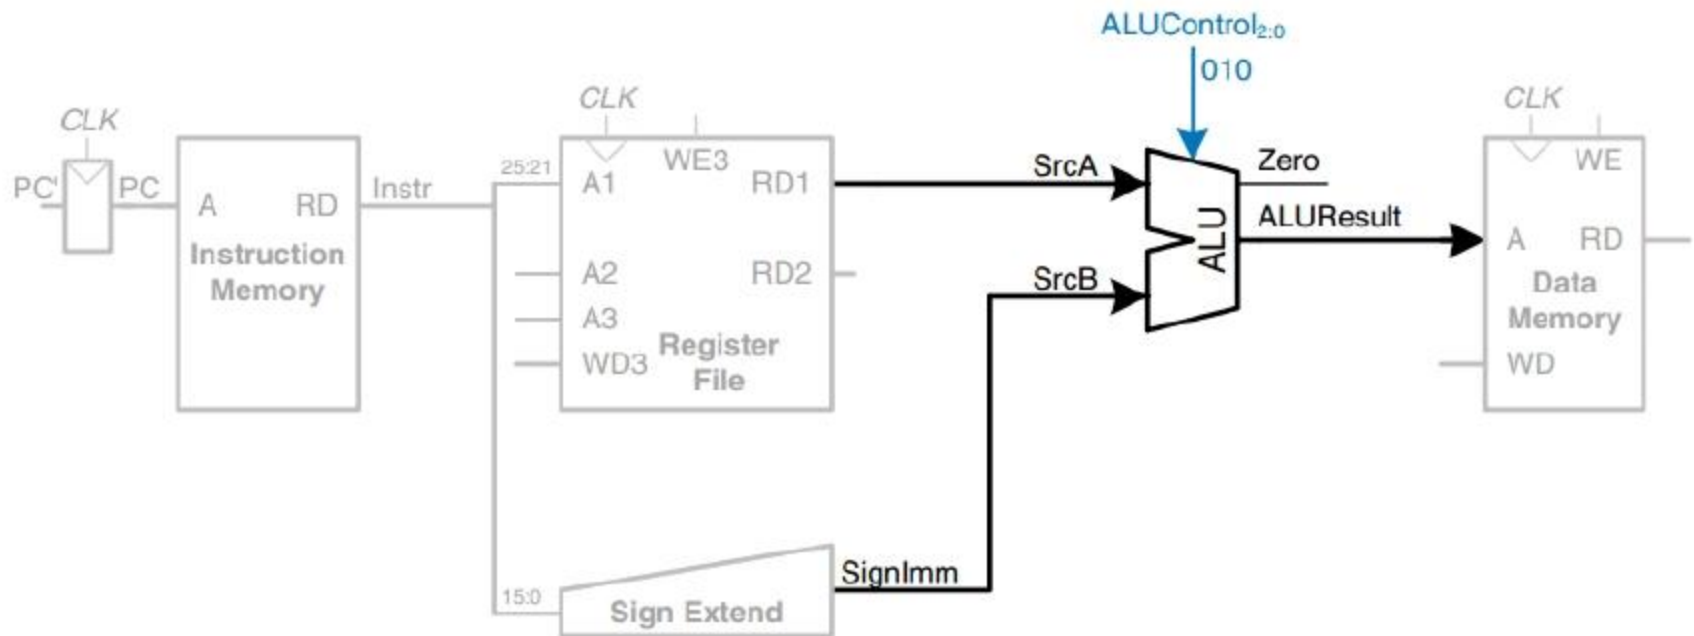 ALUControl2:0
010
CLK
PC'
PC
A
RD
Instruction
Memory
Instr
CLK
25:21
A1
WE3
RD1
A2
RD2
A3
WD3
Register
File
15:0
Sign Extend
SignImm
SrcA
SrcB
ALU
Zero
ALUResult
CLK
WE
A
RD
Data
Memory
WD